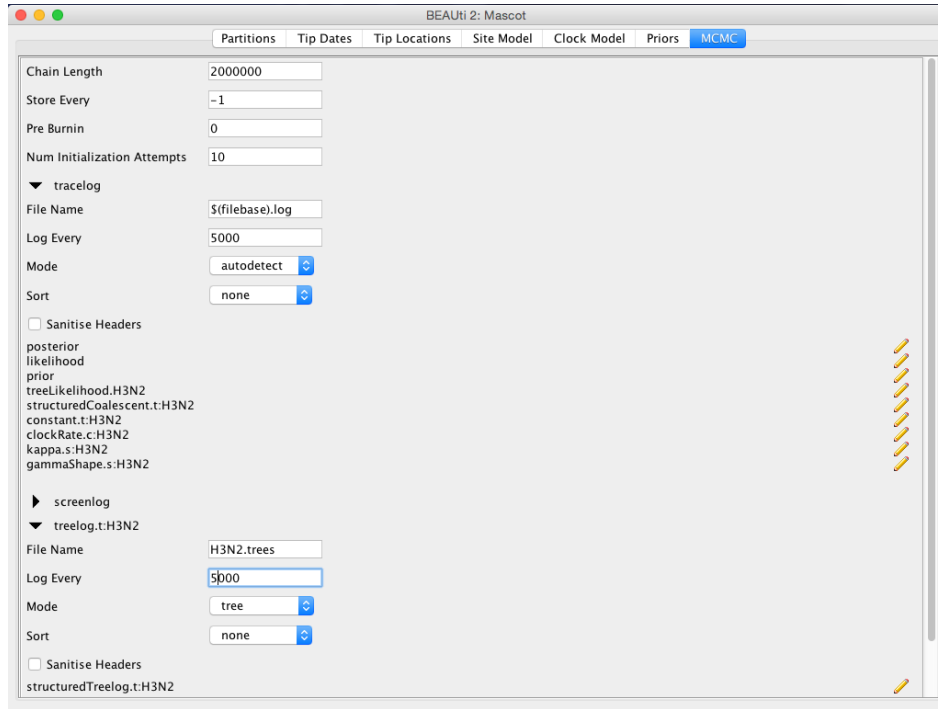 BEAUti 2: Mascot
Partitions Tip Dates Tip Locations Site Model Clock Model Priors MCMC
Chain Length 2000000
Store Every -1
Pre Burnin 0
Num Initialization Attempts 10
tracelog
File Name $(filebase).log
Log Every 5000
Mode autodetect
Sort none
Sanitise Headers
posterior
likelihood
prior
treeLikelihood.H3N2
structuredCoalescent.t:H3N2
constant.t:H3N2
clockRate.c:H3N2
kappa.s:H3N2
gammaShape.s:H3N2
screenlog
treelog.t:H3N2
File Name H3N2.trees
Log Every 5000
Mode tree
Sort none
Sanitise Headers
structuredTreelog.t:H3N2